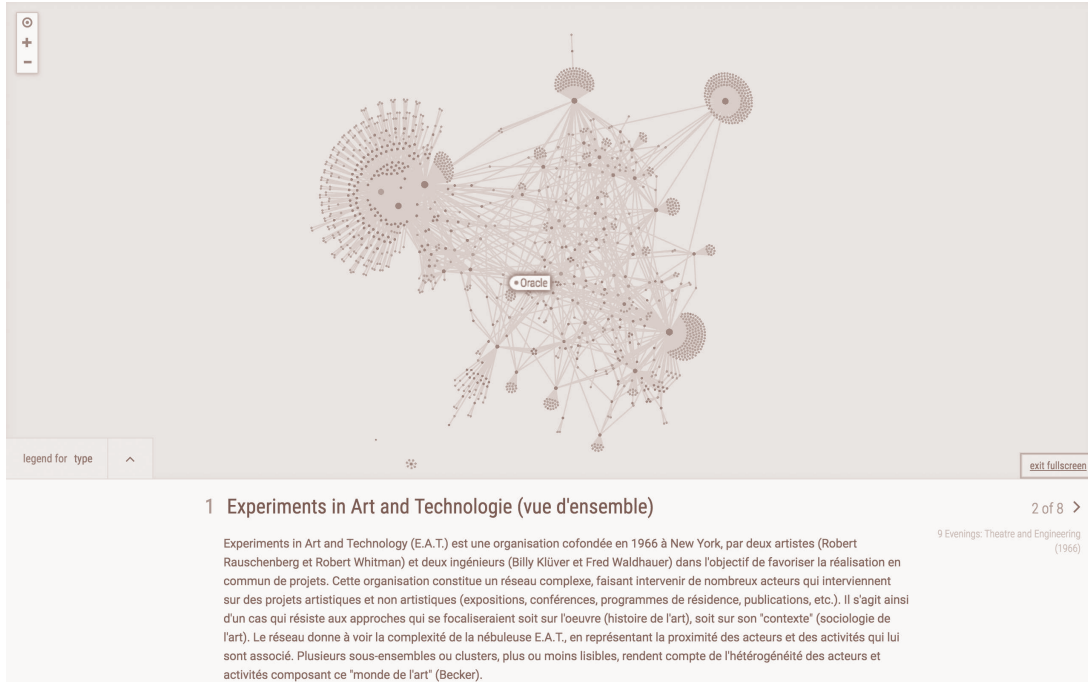 Oracle
legend for type
exit fullscreen
1 Experiments in Art and Technologie (vue d'ensemble)
2 of 8
9 Evenings: Theatre and Engineering
(1966)
Experiments in Art and Technology (E.A.T.) est une organisation cofondée en 1966 à New York, par deux artistes (Robert
Rauschenberg et Robert Whitman) et deux ingénieurs (Billy Klüver et Fred Waldhauer) dans l'objectif de favoriser la réalisation en
commun de projets. Cette organisation constitue un réseau complexe, faisant intervenir de nombreux acteurs qui interviennent
sur des projets artistiques et non artistiques (expositions, conférences, programmes de résidence, publications, etc.). Il s'agit ainsi
d'un cas qui résiste aux approches qui se focaliseraient soit sur l'oeuvre (histoire de l'art), soit sur son "contexte" (sociologie de
l'art). Le réseau donne à voir la complexité de la nébuleuse E.A.T., en représentant la proximité des acteurs et des activités qui lui
sont associé. Plusieurs sous-ensembles ou clusters, plus ou moins lisibles, rendent compte de l'hétérogénéité des acteurs et
activités composant ce "monde de l'art" (Becker).